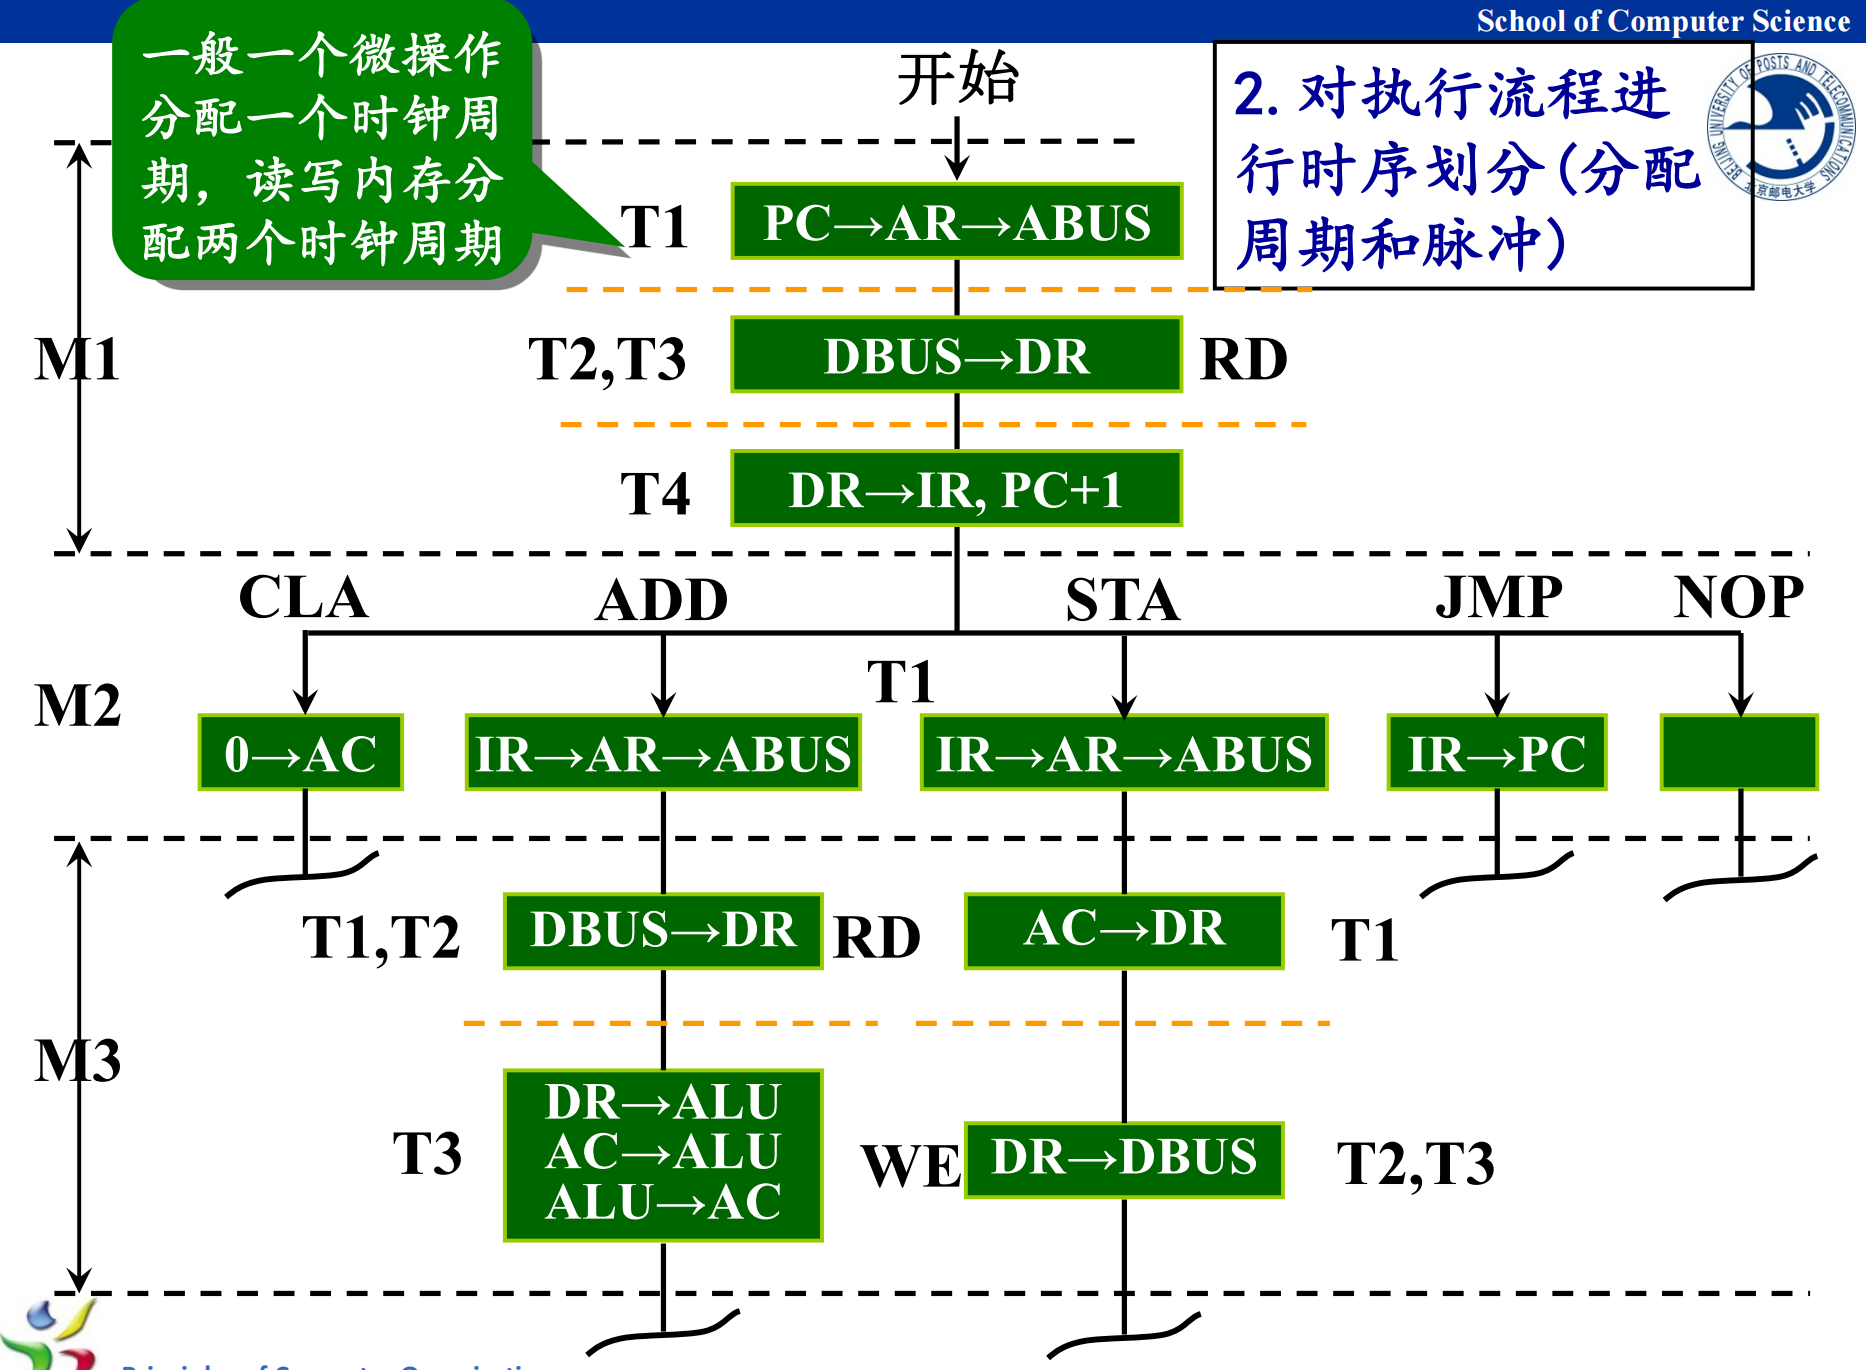 School of Computer Science
一般一个微操作
分配一个时钟周
期，读写内存分
配两个时钟周期
开始
2. 对执行流程进
行时序划分(分配
周期和脉冲)
BEIJING UNIVERSITY OF POSTS AND TELECOMMUNICATIONS
北京邮电大学
T1
PC→AR→ABUS
M1
T2,T3
DBUS→DR
RD
T4
DR→IR, PC+1
CLA
ADD
STA
JMP
NOP
T1
M2
0→AC
IR→AR→ABUS
IR→AR→ABUS
IR→PC
T1,T2
DBUS→DR
RD
AC→DR
T1
M3
T3
DR→ALU
AC→ALU
ALU→AC
WE
DR→DBUS
T2,T3